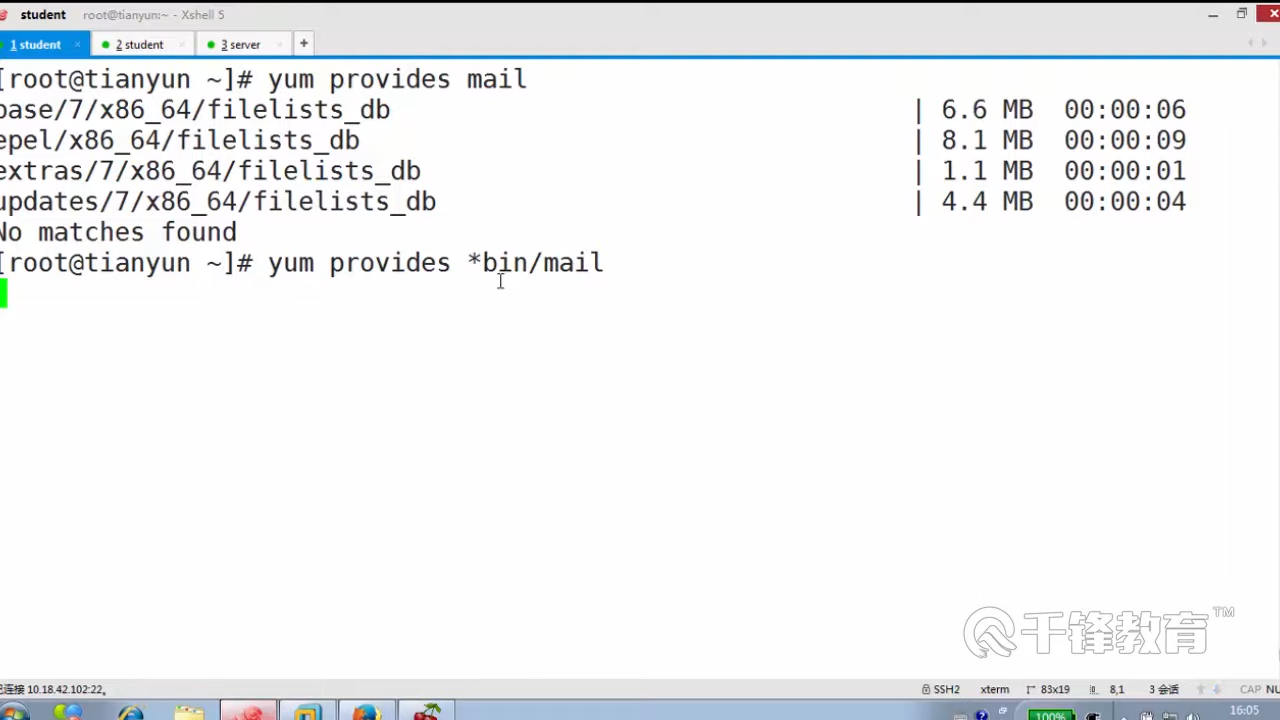 student root@tianyun:~ - Xshell 5
1 student 2 student 3 server +
[root@tianyun ~]# yum provides mail
base/7/x86_64/filelists_db | 6.6 MB 00:00:06
epel/x86_64/filelists_db | 8.1 MB 00:00:09
extras/7/x86_64/filelists_db | 1.1 MB 00:00:01
updates/7/x86_64/filelists_db | 4.4 MB 00:00:04
No matches found
[root@tianyun ~]# yum provides *bin/mail
千锋教育™
已连接 10.18.42.102:22。 SSH2 xterm 83x19 8,1 3 会话 CAP NU
100% 16:05